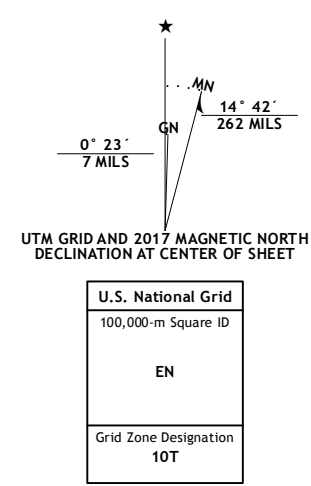 ★
MN
14° 42´
262 MILS
GN
0° 23´
7 MILS
UTM GRID AND 2017 MAGNETIC NORTH
DECLINATION AT CENTER OF SHEET
U.S. National Grid
100,000-m Square ID
EN
Grid Zone Designation
10T